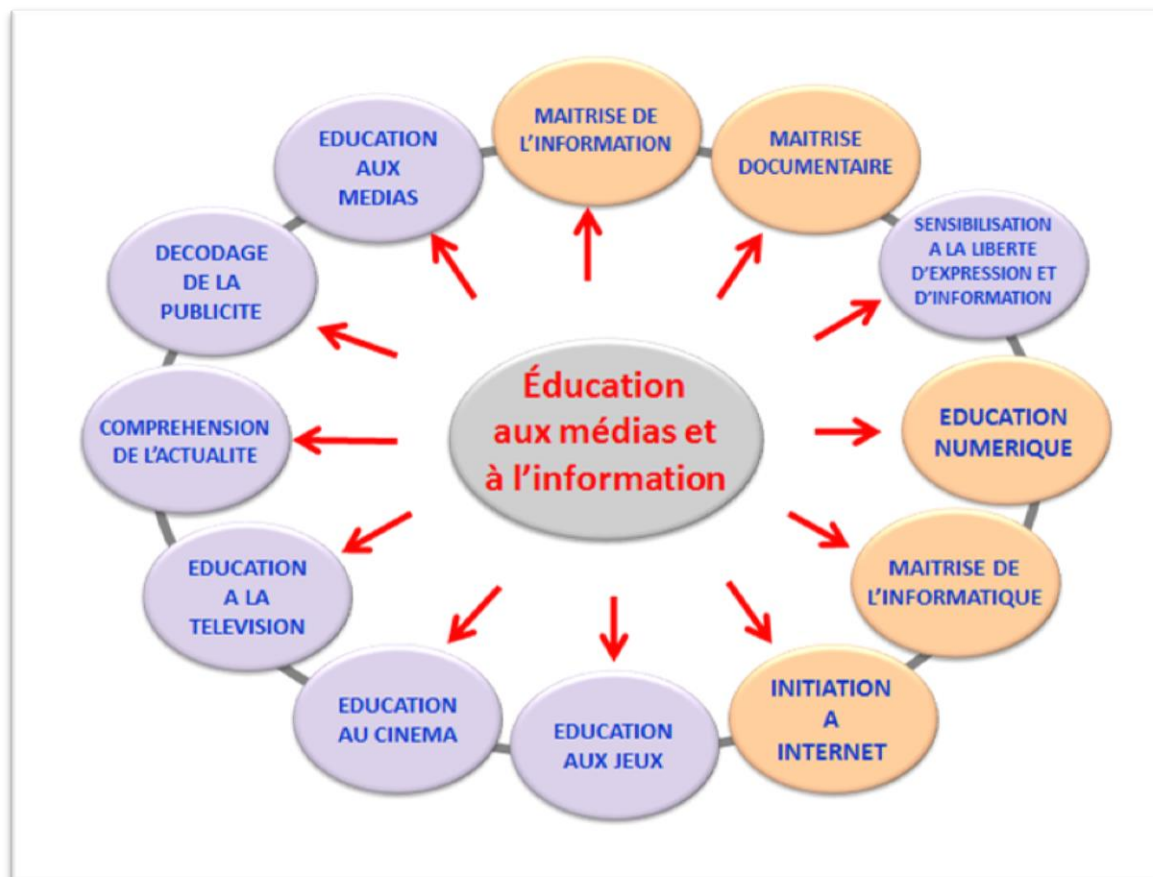 MAITRISE DE
L'INFORMATION
MAITRISE
DOCUMENTAIRE
EDUCATION
AUX
MEDIAS
SENSIBILISATION
A LA LIBERTE
D'EXPRESSION ET
D'INFORMATION
DECODAGE
DE LA
PUBLICITE
Éducation
aux médias et
à l'information
EDUCATION
NUMERIQUE
COMPREHENSION
DE L'ACTUALITE
MAITRISE DE
L'INFORMATIQUE
EDUCATION
A LA
TELEVISION
INITIATION
A
INTERNET
EDUCATION
AU CINEMA
EDUCATION
AUX JEUX